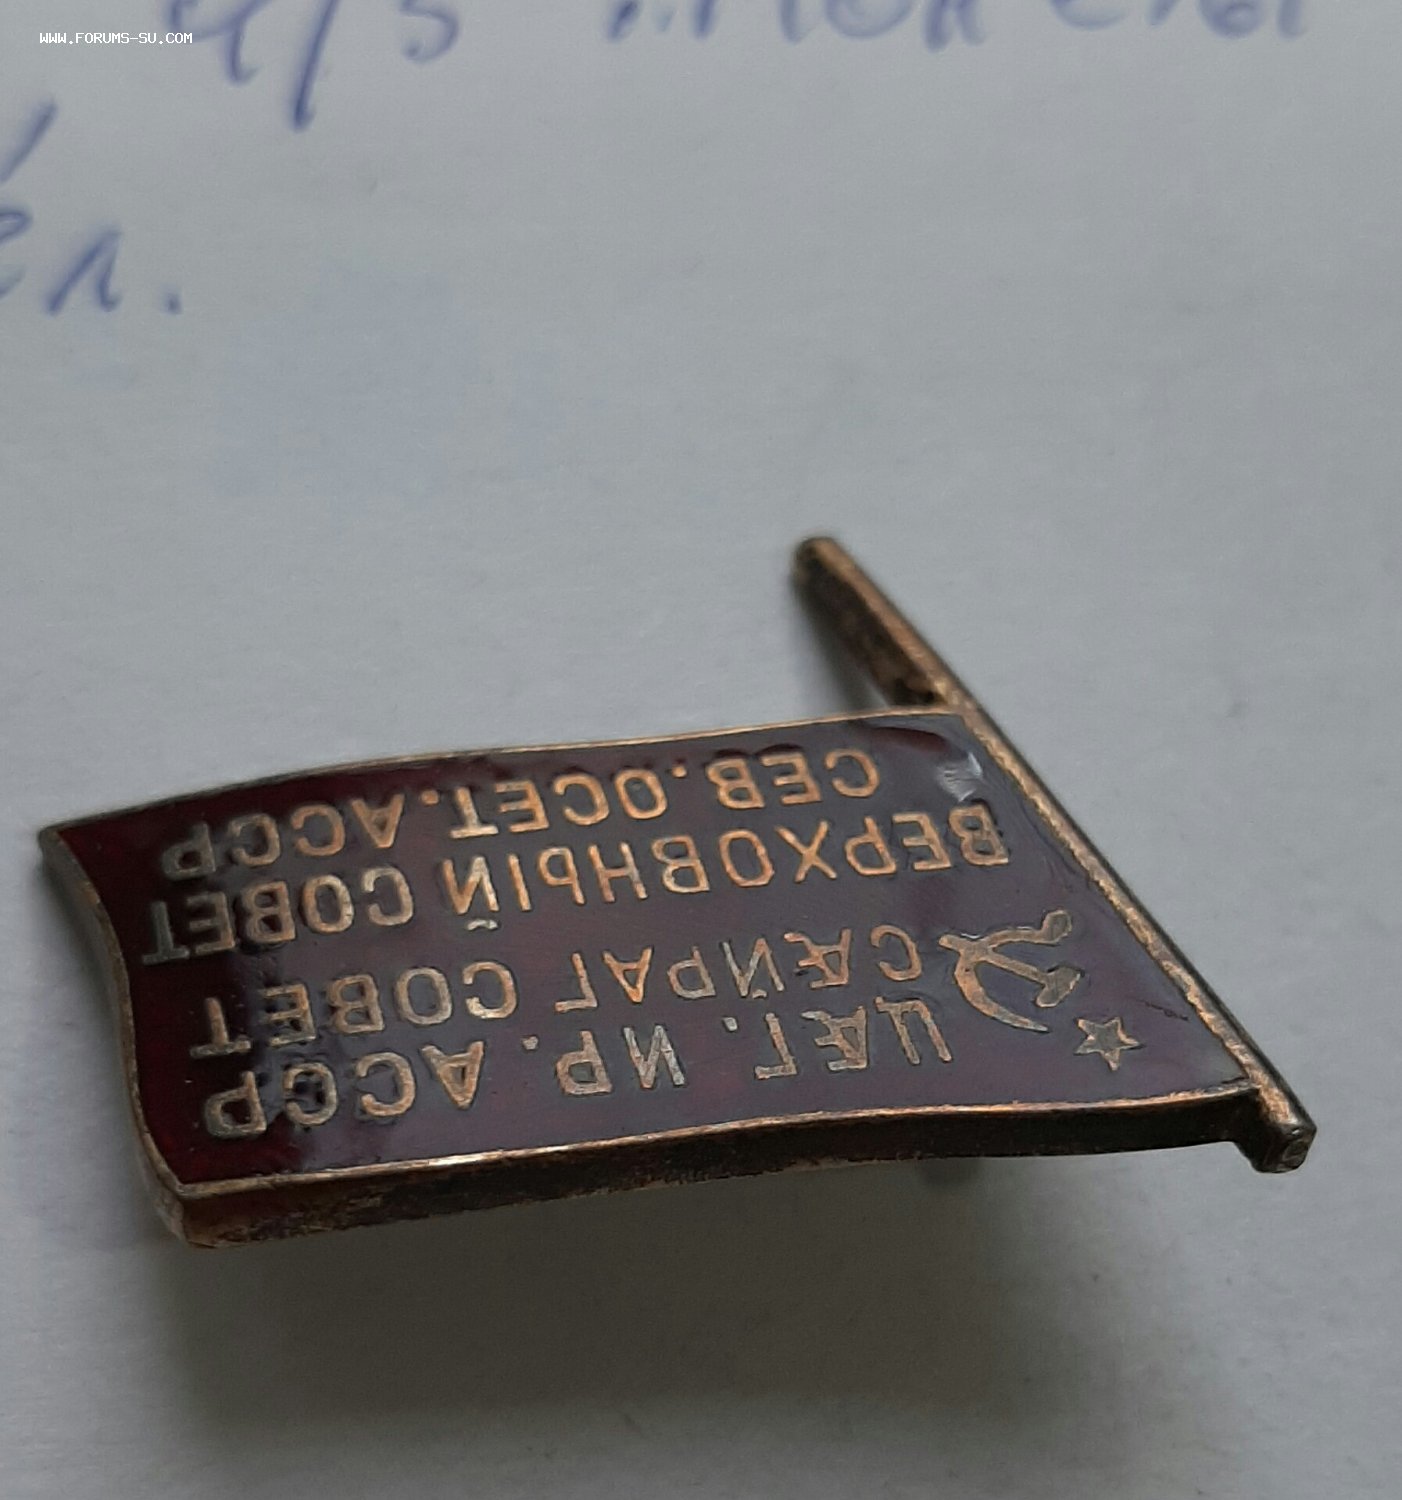 WWW.FORUMS-SU.COM
ЦÆГ. ИР. АССР
СÆЙРАГ СОВЕТ
ВЕРХОВНЫЙ СОВЕТ
СЕВ. ОСЕТ. АССР